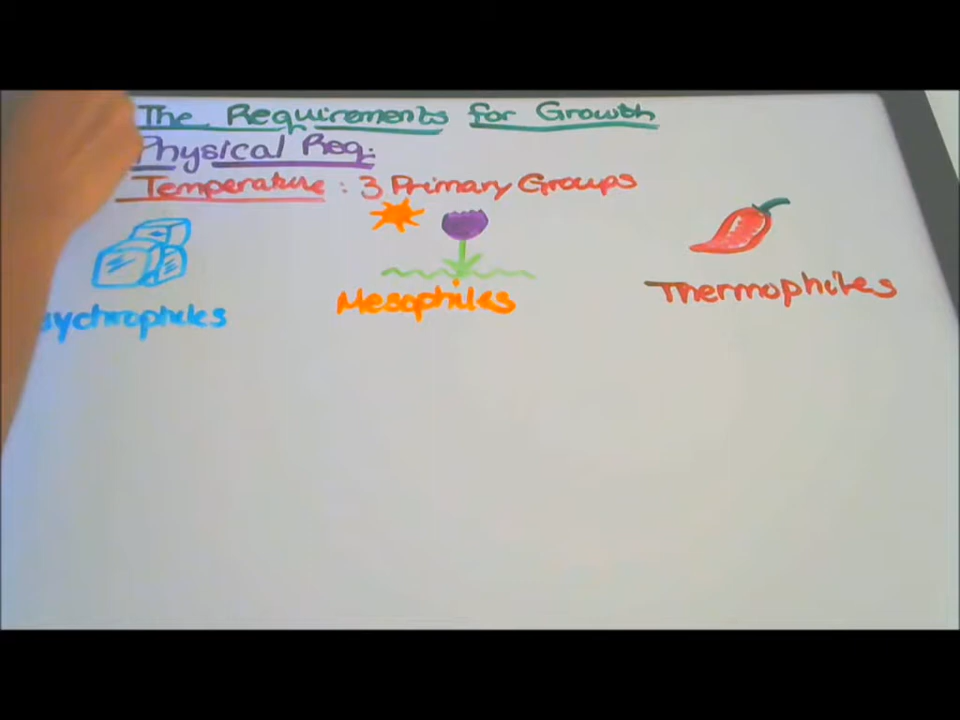 The Requirements for Growth
Physical Req:
Temperature : 3 Primary Groups
Mesophiles
Thermophiles